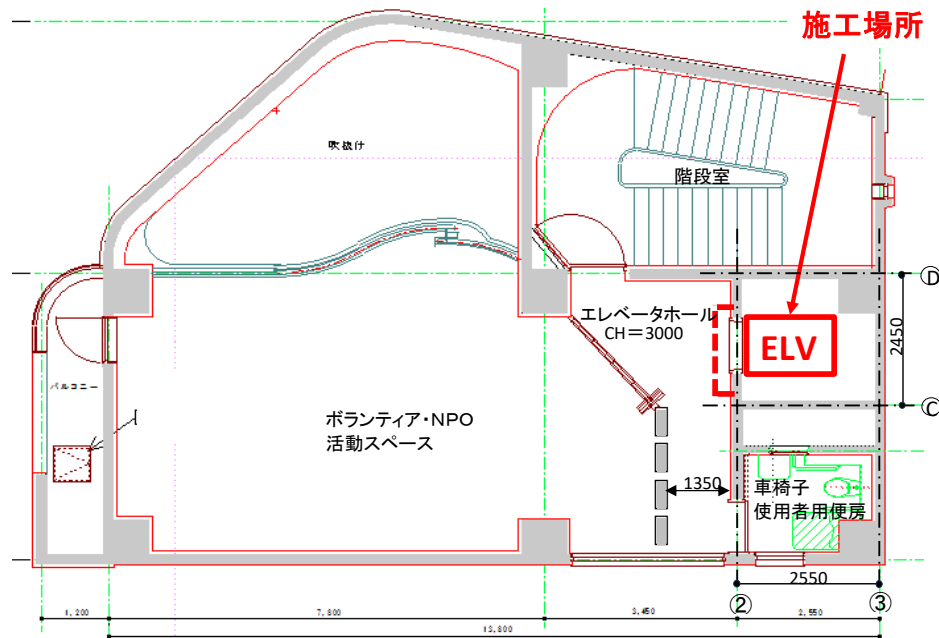 施工場所
吹抜け
階段室
Ⓓ
エレベータホール
CH=3000
ELV
2450
Ⓒ
バルコニー
ボランティア・NPO
活動スペース
1350
車椅子
使用者用便房
2550
②
③
1,200
7,800
3,450
2,550
13,800